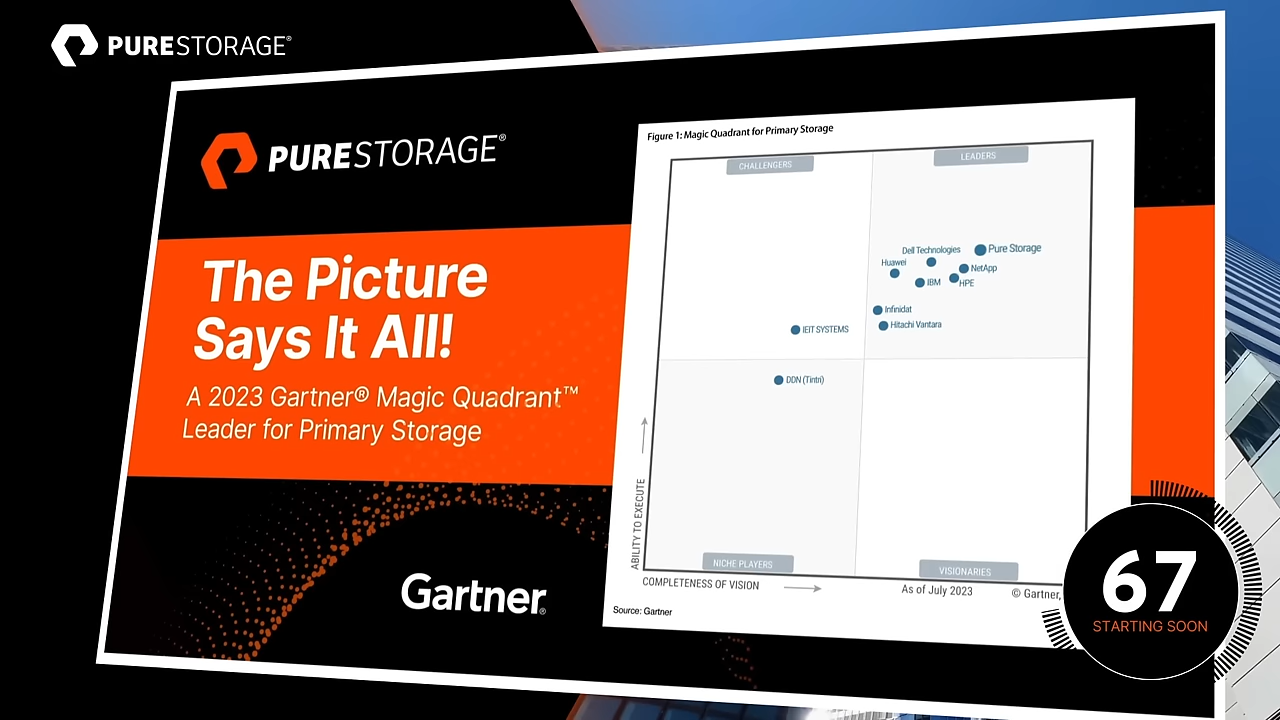 PURESTORAGE®
PURESTORAGE®
The Picture
Says It All!
A 2023 Gartner® Magic Quadrant™
Leader for Primary Storage
Gartner®
Figure 1: Magic Quadrant for Primary Storage
CHALLENGERS
LEADERS
Dell Technologies
Pure Storage
Huawei
NetApp
IBM
HPE
Infinidat
Hitachi Vantara
IEIT SYSTEMS
DDN (Tintri)
ABILITY TO EXECUTE
NICHE PLAYERS
VISIONARIES
COMPLETENESS OF VISION
As of July 2023
© Gartner,
Source: Gartner
67
STARTING SOON